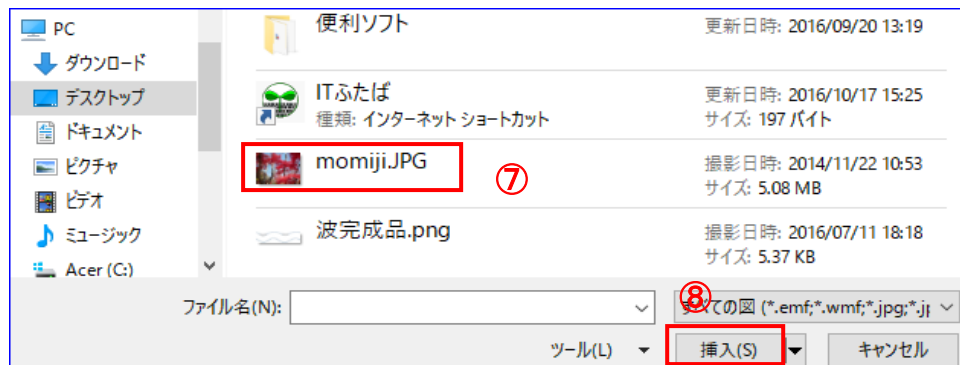 PC
ダウンロード
デスクトップ
ドキュメント
ピクチャ
ビデオ
ミュージック
Acer (C:)
便利ソフト
更新日時: 2016/09/20 13:19
ITふたば
種類: インターネット ショートカット
更新日時: 2016/10/17 15:25
サイズ: 197 バイト
momiji.JPG
⑦
撮影日時: 2014/11/22 10:53
サイズ: 5.08 MB
波完成品.png
撮影日時: 2016/07/11 18:18
サイズ: 5.37 KB
ファイル名(N):
⑧
すべての図 (*.emf;*.wmf;*.jpg;*.j
ツール(L)
挿入(S)
キャンセル